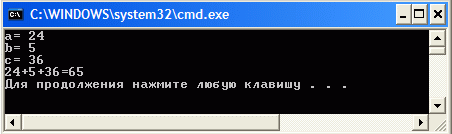 C:\WINDOWS\system32\cmd.exe
a= 24
b= 5
c= 36
24+5+36=65
Для продолжения нажмите любую клавишу . . .